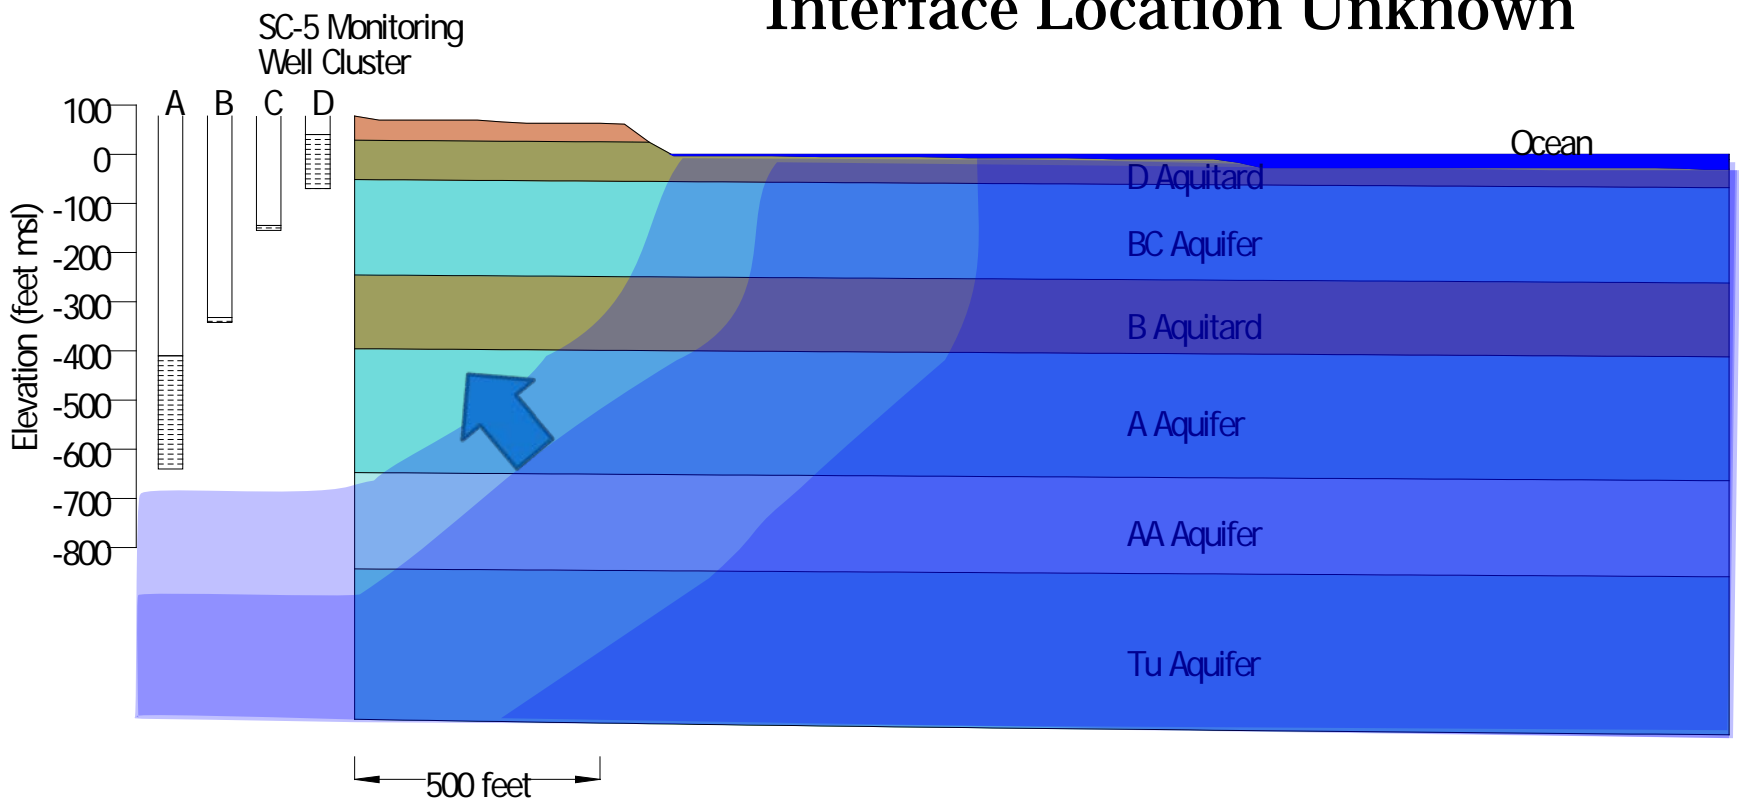 Interface Location Unknown
SC-5 Monitoring
Well Cluster
A B C D
100
0
-100
-200
-300
-400
-500
-600
-700
-800
Elevation (feet msl)
Ocean
D Aquitard
BC Aquifer
B Aquitard
A Aquifer
AA Aquifer
Tu Aquifer
500 feet